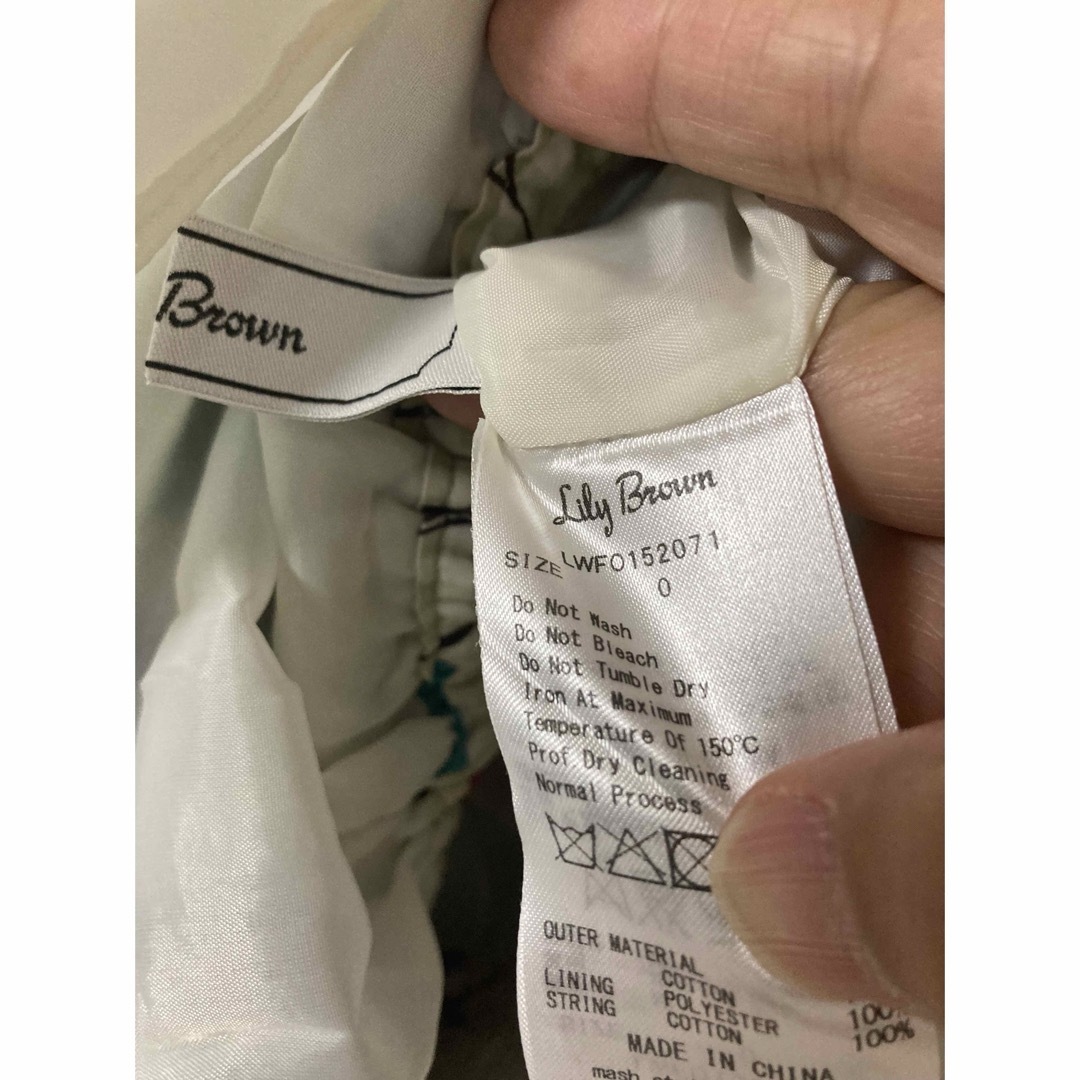 Brown
Lily Brown
LWFO152071
SIZE 0
Do Not Wash
Do Not Bleach
Do Not Tumble Dry
Iron At Maximum
Temperature Of 150℃
Prof Dry Cleaning
Normal Process
OUTER MATERIAL
COTTON
LINING POLYESTER 100%
STRING COTTON 100%
MADE IN CHINA
mash